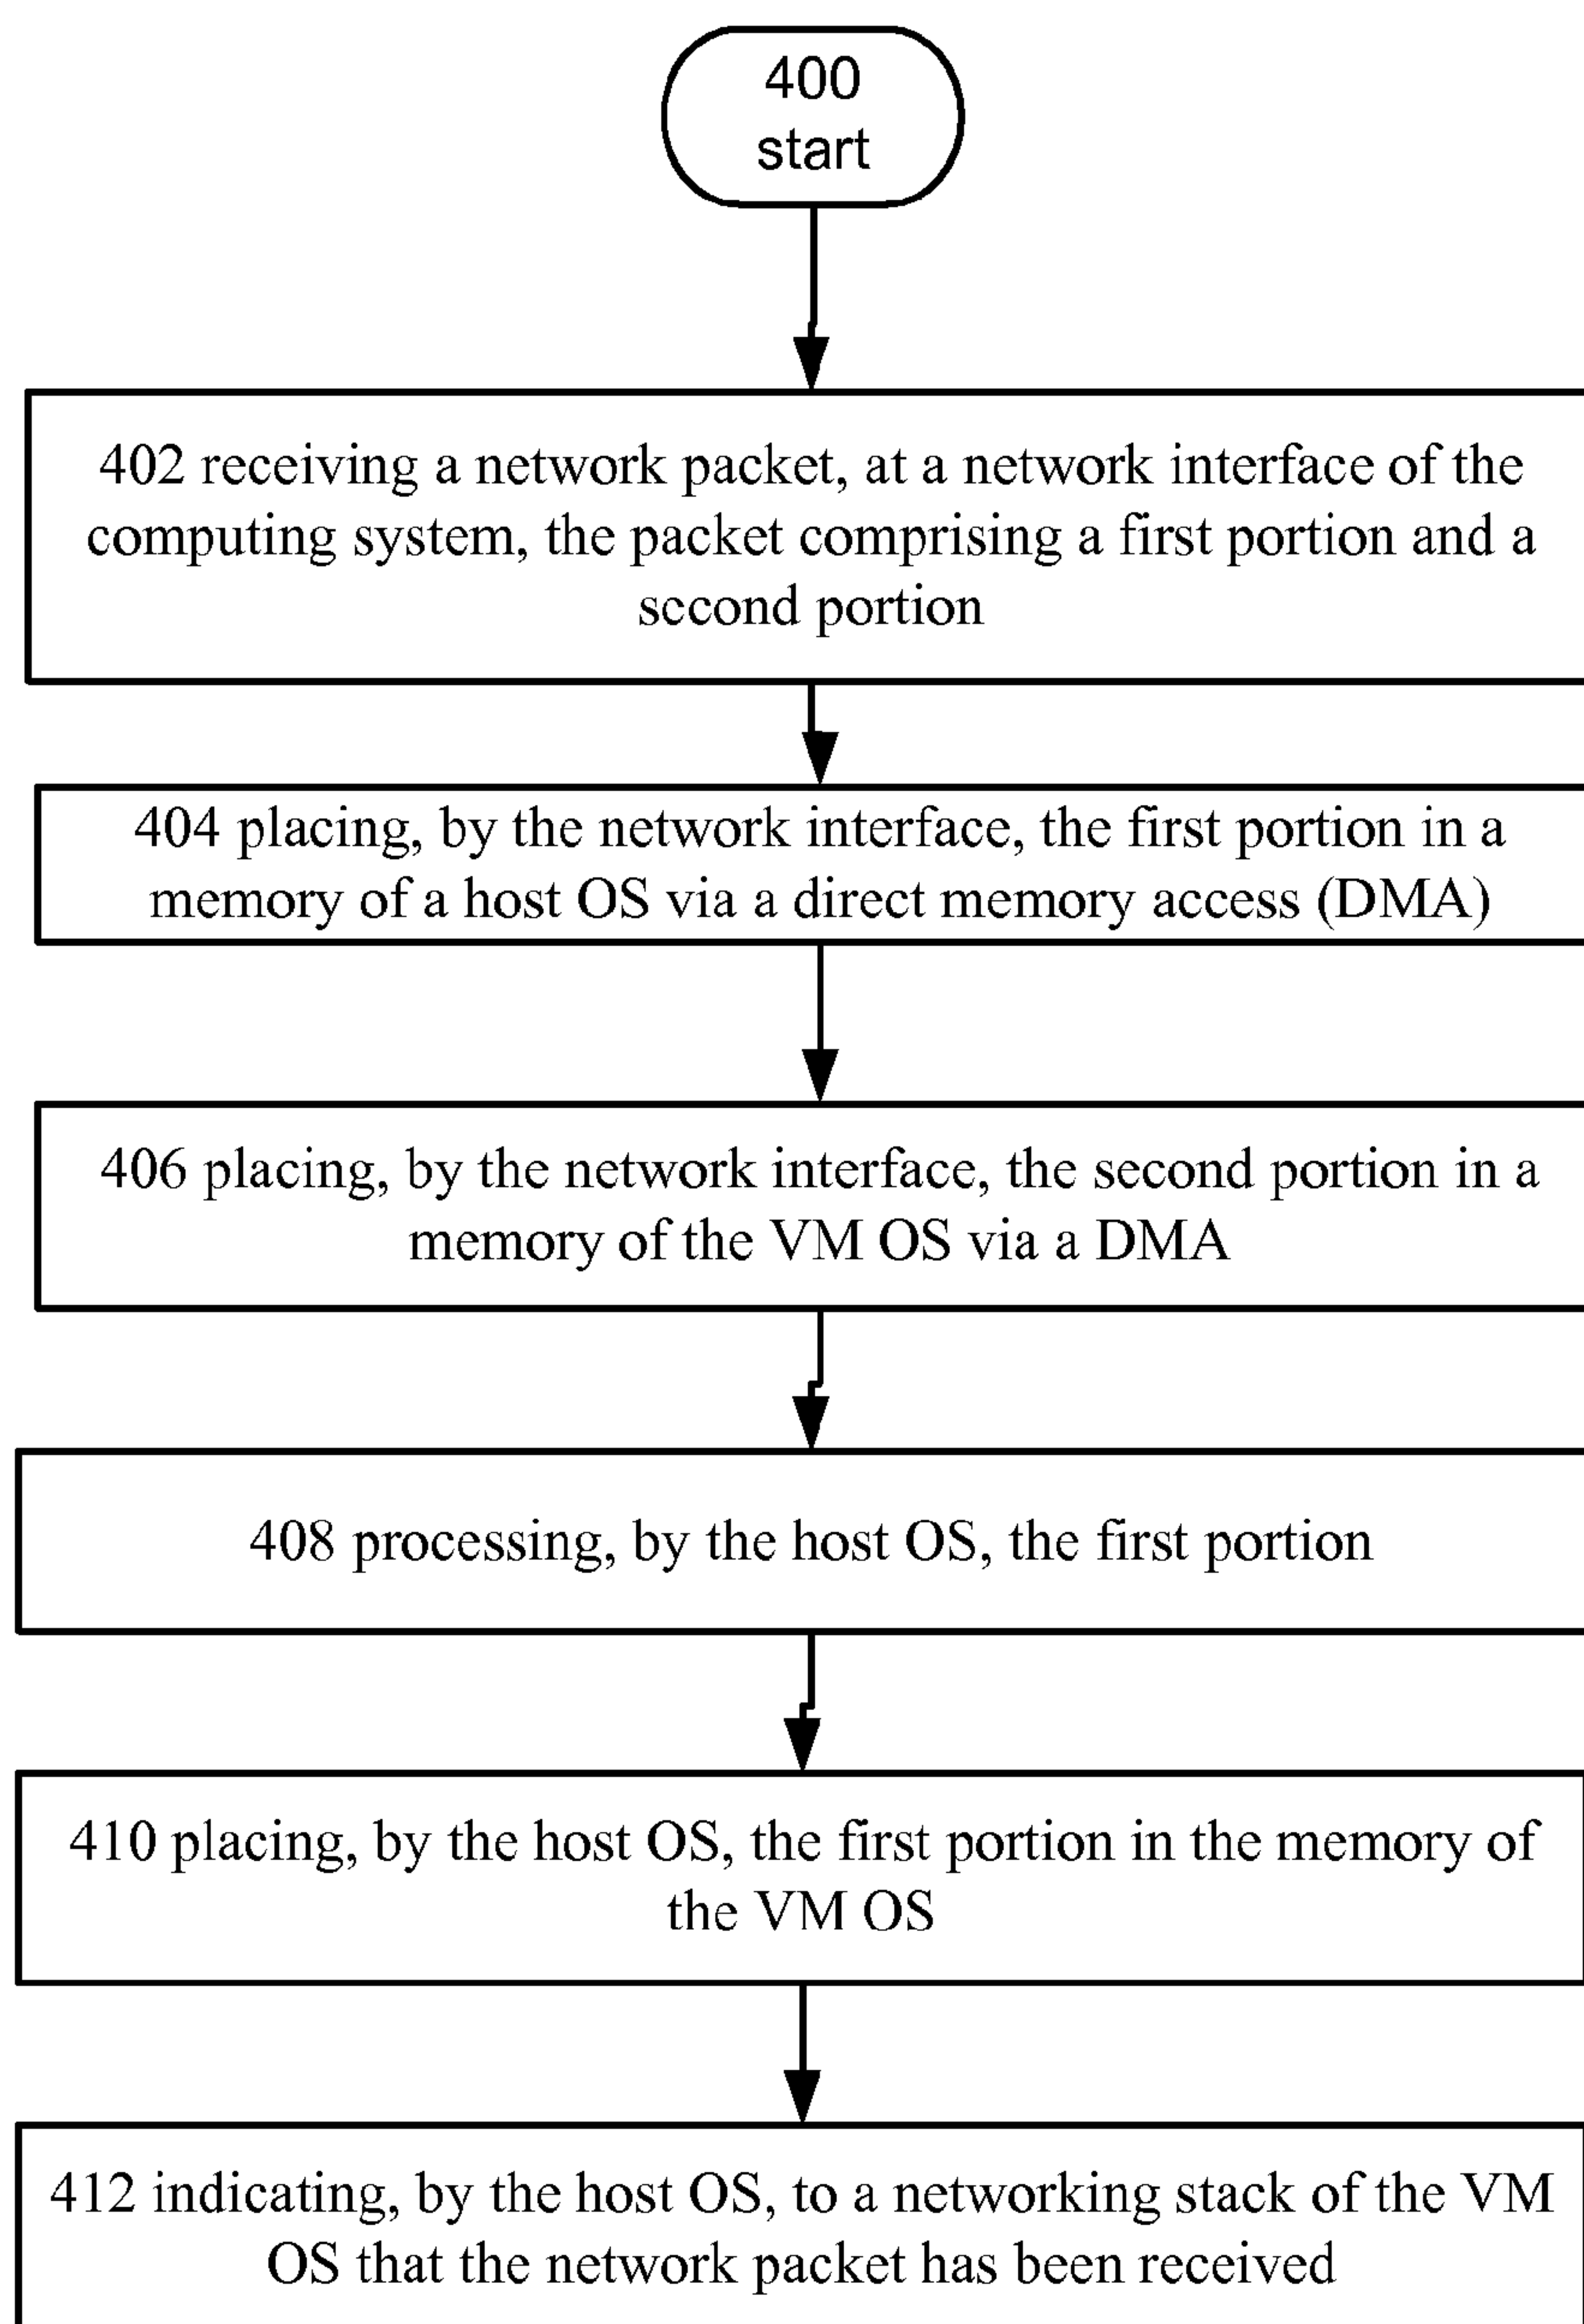 400
start
402 receiving a network packet, at a network interface of the
computing system, the packet comprising a first portion and a
second portion
404 placing, by the network interface, the first portion in a
memory of a host OS via a direct memory access (DMA)
406 placing, by the network interface, the second portion in a
memory of the VM OS via a DMA
408 processing, by the host OS, the first portion
410 placing, by the host OS, the first portion in the memory of
the VM OS
412 indicating, by the host OS, to a networking stack of the VM
OS that the network packet has been received